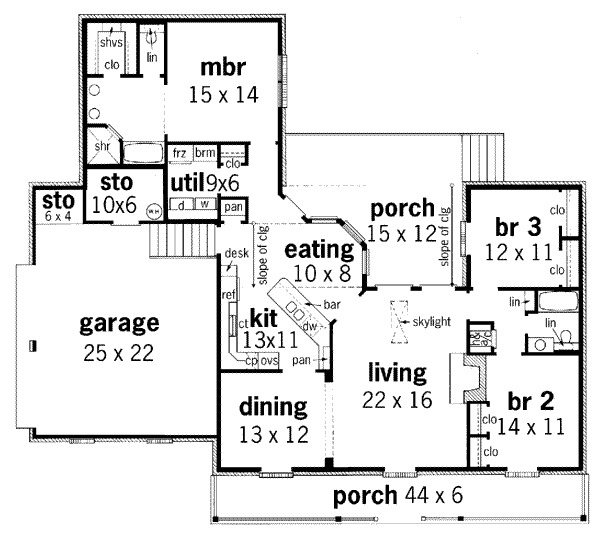 shvs
clo
lin
mbr
15 x 14
shr
frz brm
clo
sto
10x6
util 9x6
d w
pan
W H
sto
6 x 4
porch
15 x 12
slope of clg
slope of clg
br 3
12 x 11
clo
clo
desk
eating
10 x 8
ref
bar
kit
13x11
ct
dw
pan
cp ovs
skylight
lin
lin
garage
25 x 22
living
22 x 16
dining
13 x 12
br 2
14 x 11
clo
clo
porch 44 x 6